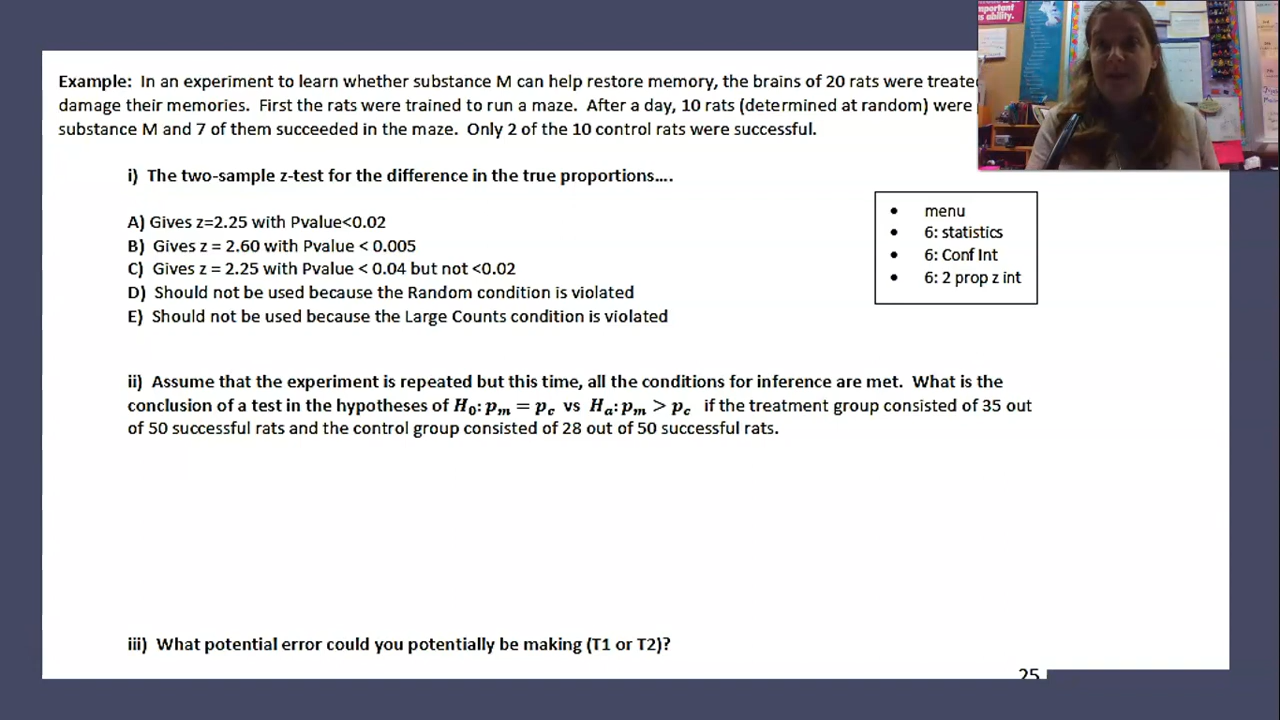 important
s ability.
Example: In an experiment to learn whether substance M can help restore memory, the brains of 20 rats were treated
damage their memories. First the rats were trained to run a maze. After a day, 10 rats (determined at random) were
substance M and 7 of them succeeded in the maze. Only 2 of the 10 control rats were successful.
i) The two-sample z-test for the difference in the true proportions....
A) Gives z=2.25 with Pvalue<0.02
B) Gives z = 2.60 with Pvalue < 0.005
C) Gives z = 2.25 with Pvalue < 0.04 but not <0.02
D) Should not be used because the Random condition is violated
E) Should not be used because the Large Counts condition is violated
• menu
• 6: statistics
• 6: Conf Int
• 6: 2 prop z int
ii) Assume that the experiment is repeated but this time, all the conditions for inference are met. What is the
conclusion of a test in the hypotheses of H₀: pₘ = p꜀ vs Hₐ: pₘ > p꜀ if the treatment group consisted of 35 out
of 50 successful rats and the control group consisted of 28 out of 50 successful rats.
iii) What potential error could you potentially be making (T1 or T2)?
25